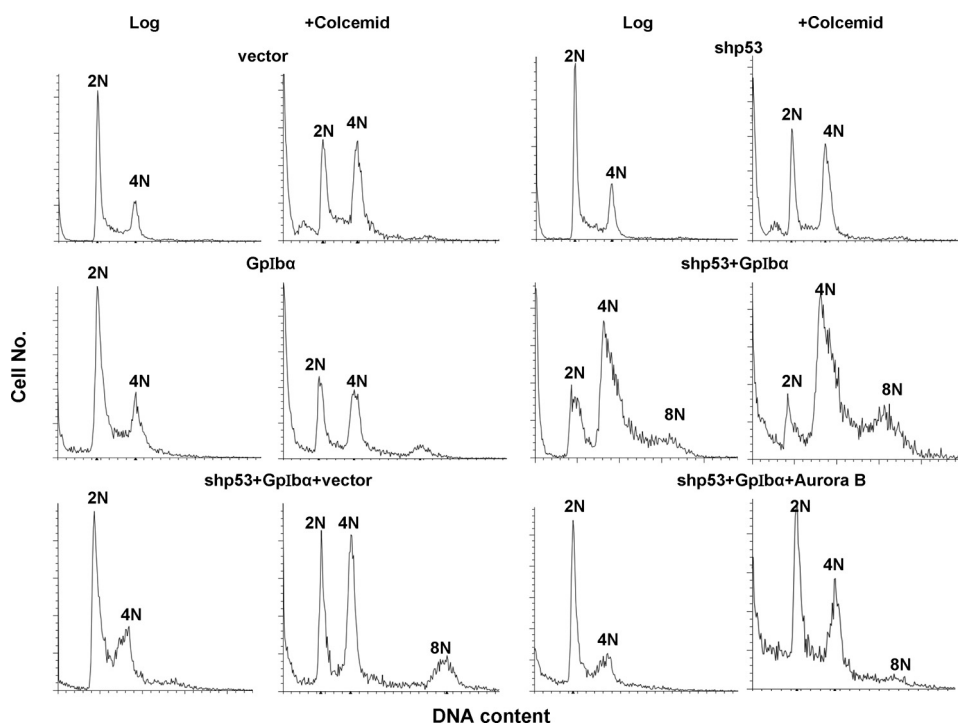 Log +Colcemid Log +Colcemid
vector shp53
2N 4N 2N 4N 2N 4N 2N 4N
GpIbα shp53+GpIbα
2N 4N 2N 4N 2N 4N 8N 2N 4N 8N
shp53+GpIbα+vector shp53+GpIbα+Aurora B
2N 4N 2N 4N 8N 2N 4N 2N 4N 8N
Cell No.
DNA content